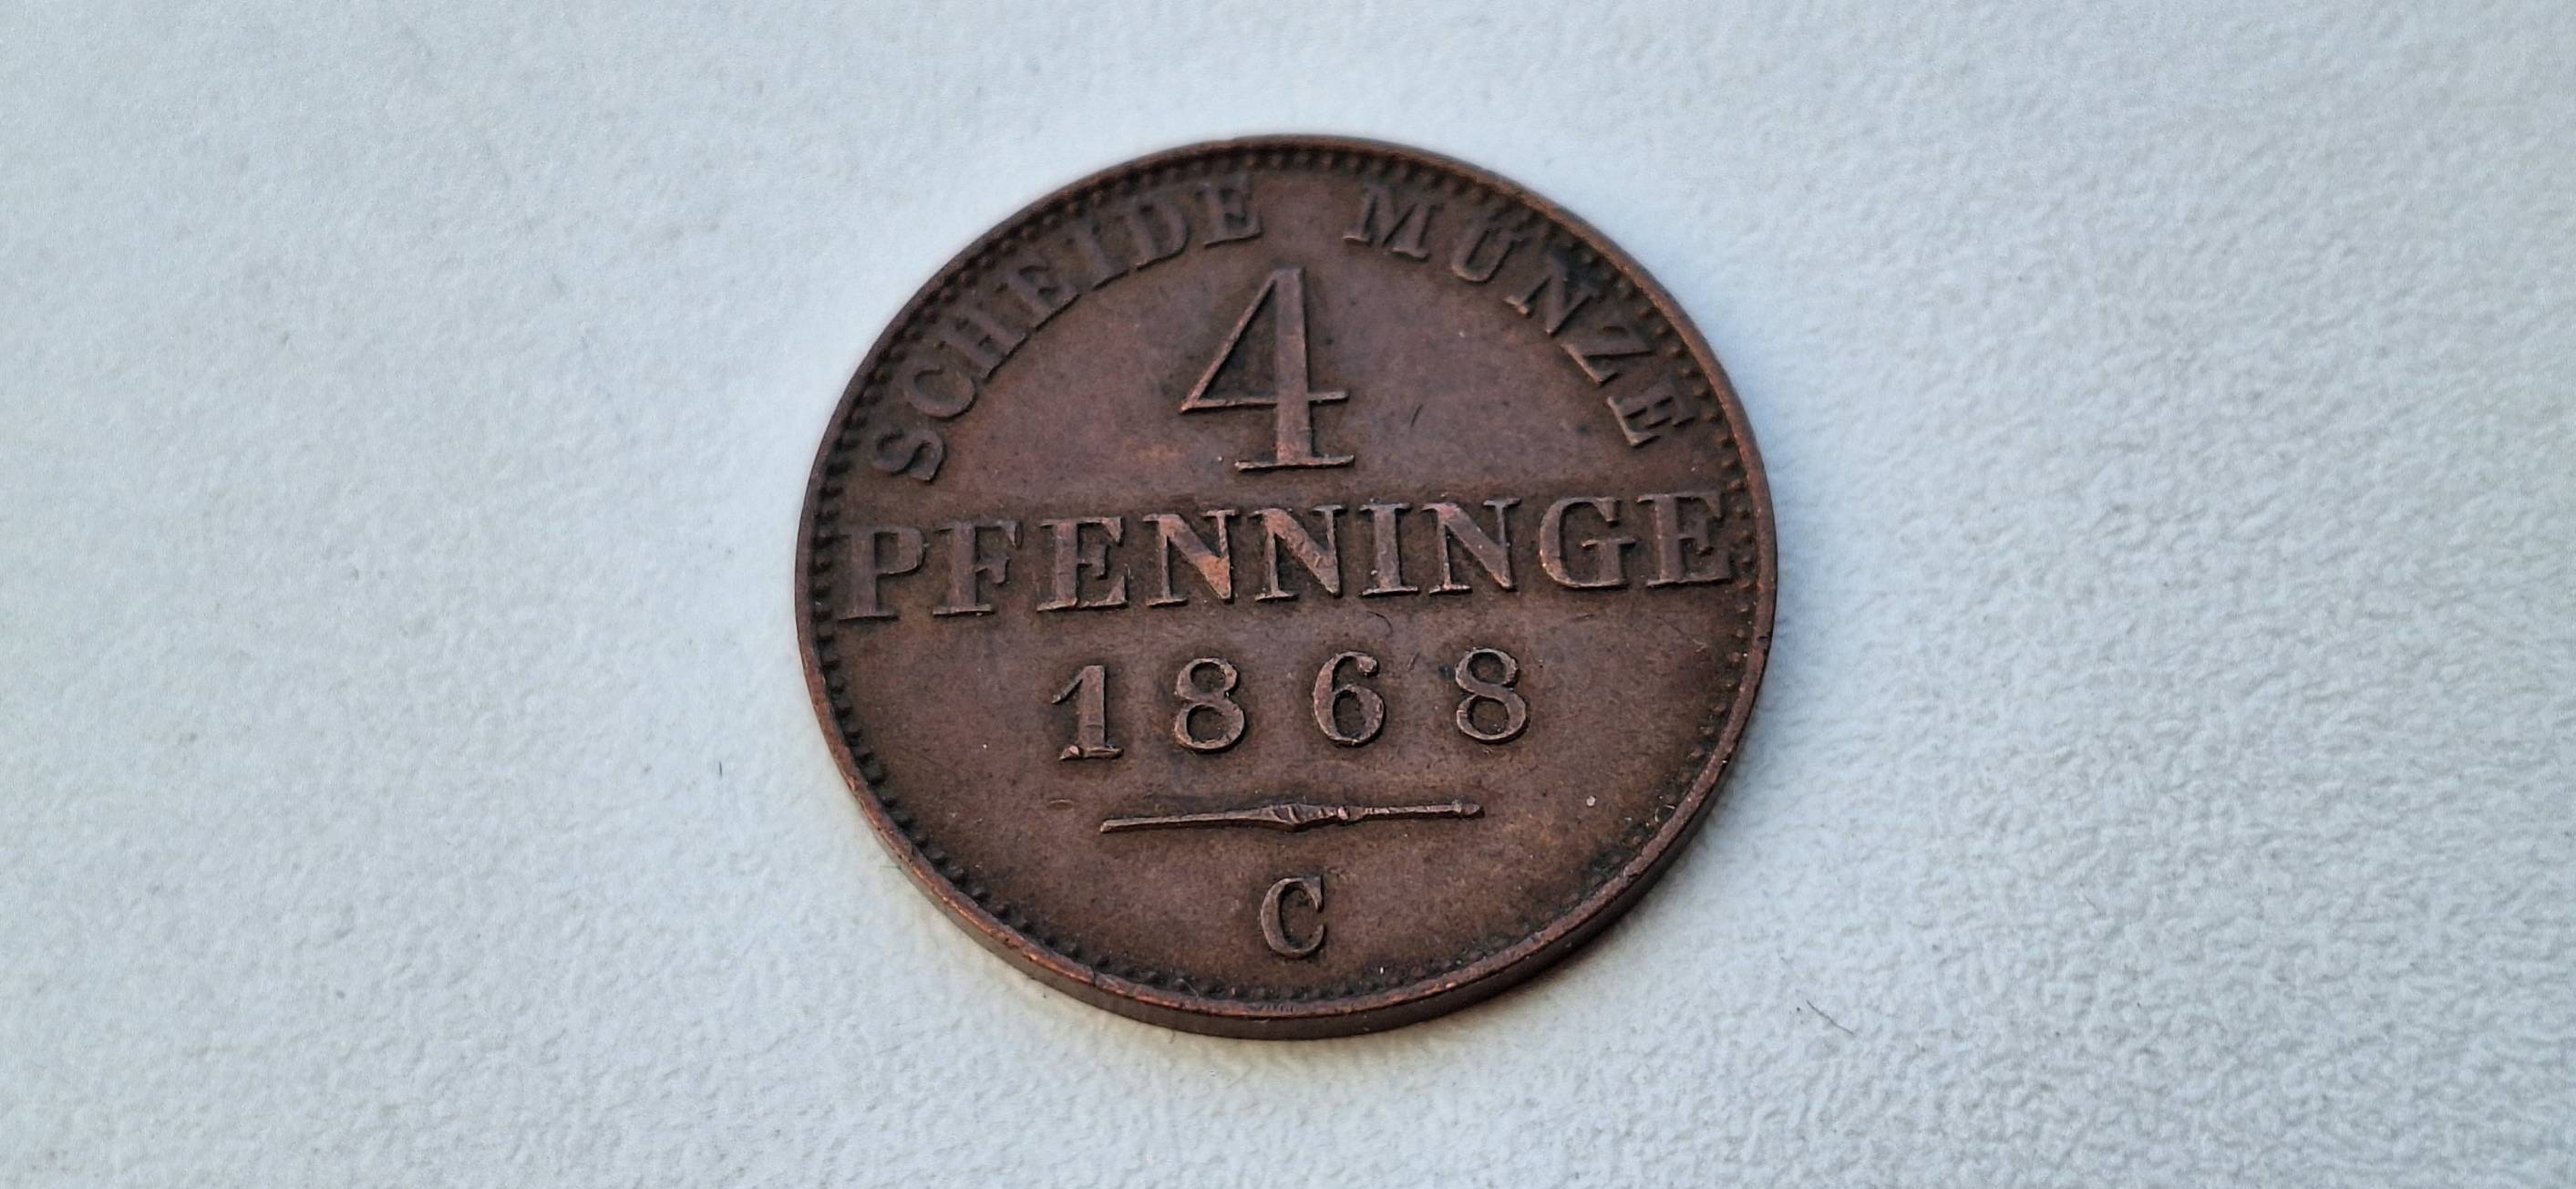 SCHEIDE MÜNZE
4
PFENNINGE
1868
C